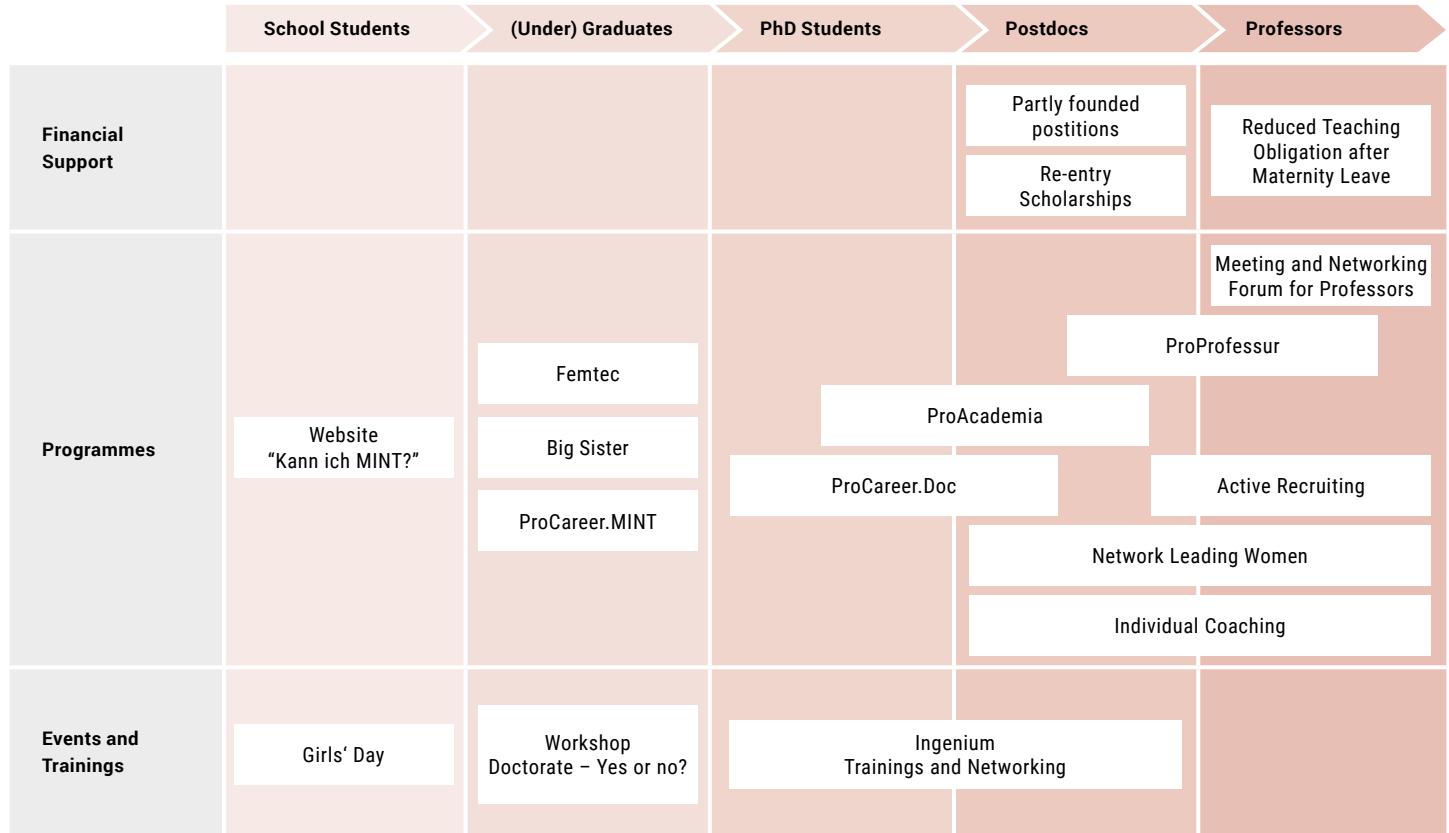 School Students
(Under) Graduates
PhD Students
Postdocs
Professors
Financial
Support
Partly founded
postitions
Re-entry
Scholarships
Reduced Teaching
Obligation after
Maternity Leave
Programmes
Website
“Kann ich MINT?”
Femtec
Big Sister
ProCareer.MINT
Meeting and Networking
Forum for Professors
ProProfessur
ProAcademia
ProCareer.Doc
Active Recruiting
Network Leading Women
Individual Coaching
Events and
Trainings
Girls‘ Day
Workshop
Doctorate – Yes or no?
Ingenium
Trainings and Networking